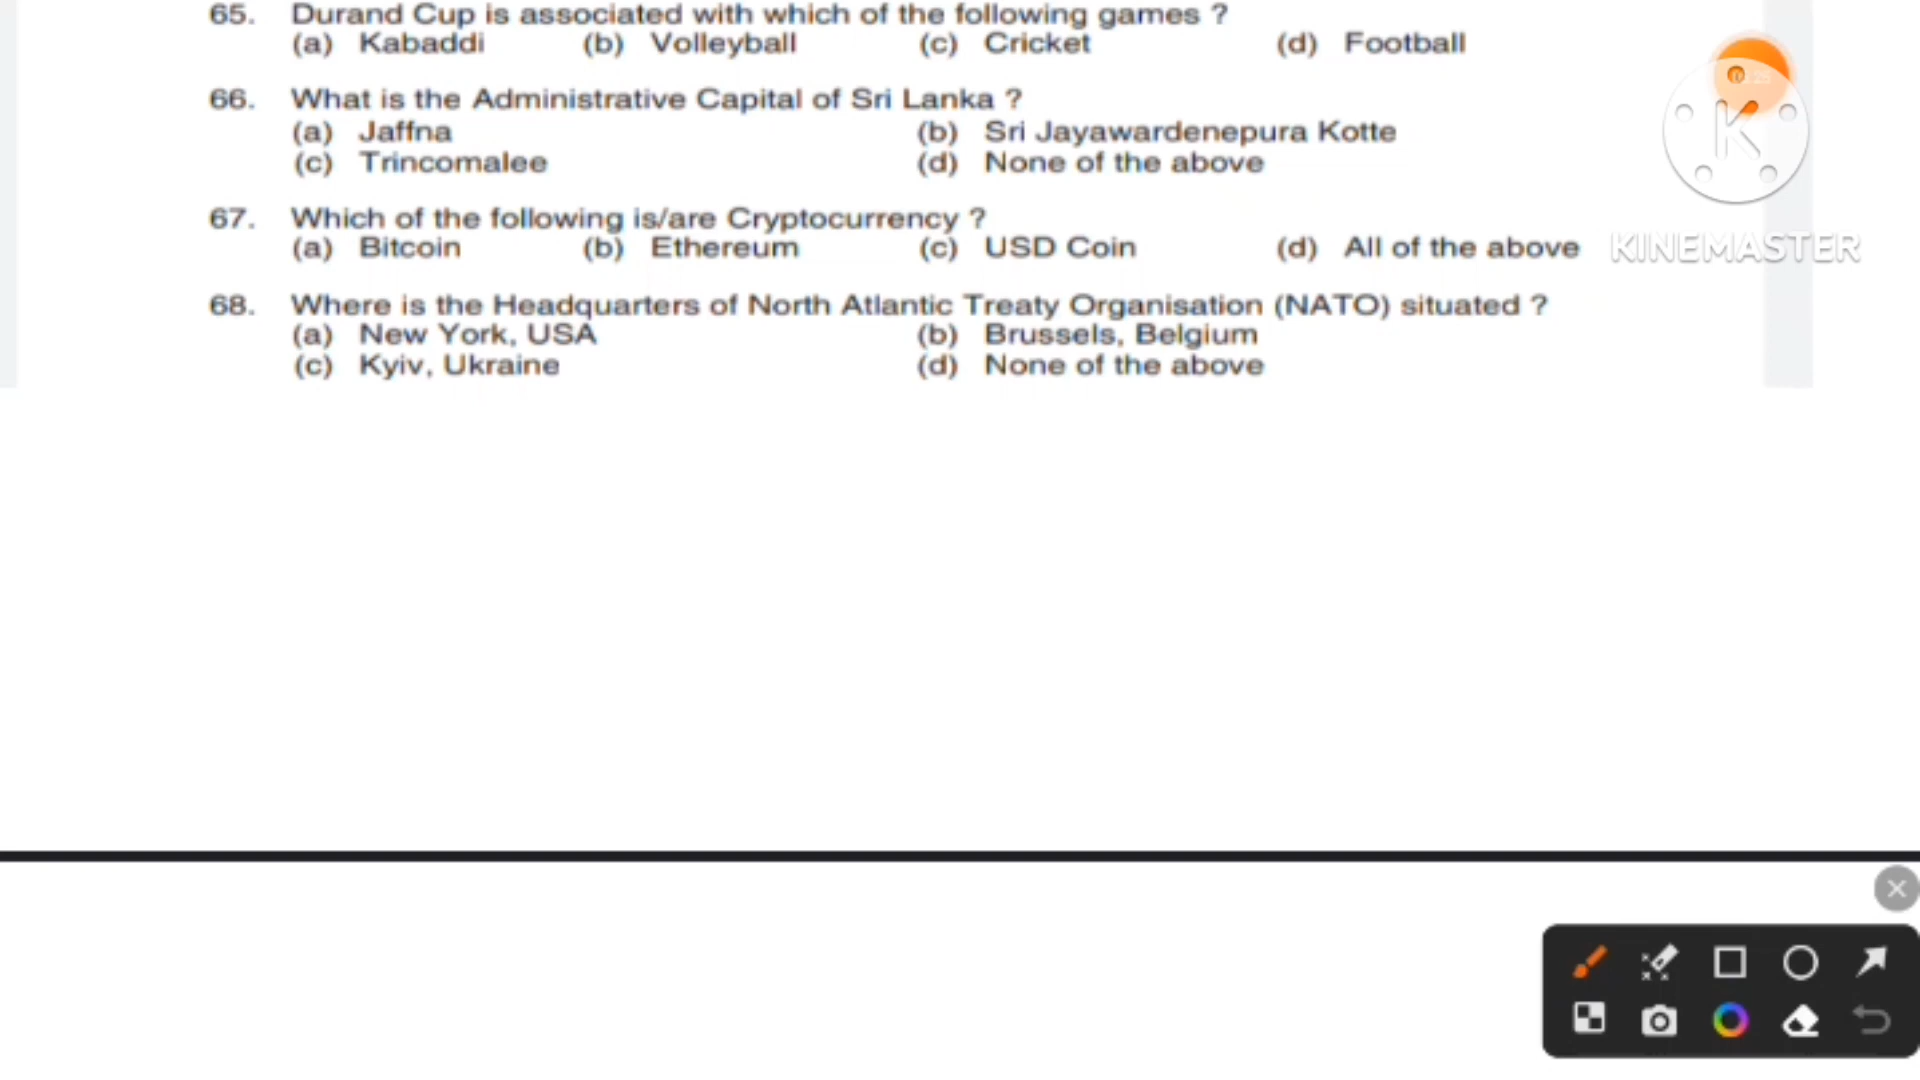 65. Durand Cup is associated with which of the following games ?
(a) Kabaddi (b) Volleyball (c) Cricket (d) Football
66. What is the Administrative Capital of Sri Lanka ?
(a) Jaffna (b) Sri Jayawardenepura Kotte
(c) Trincomalee (d) None of the above
67. Which of the following is/are Cryptocurrency ?
(a) Bitcoin (b) Ethereum (c) USD Coin (d) All of the above
68. Where is the Headquarters of North Atlantic Treaty Organisation (NATO) situated ?
(a) New York, USA (b) Brussels, Belgium
(c) Kyiv, Ukraine (d) None of the above
K
KINEMASTER